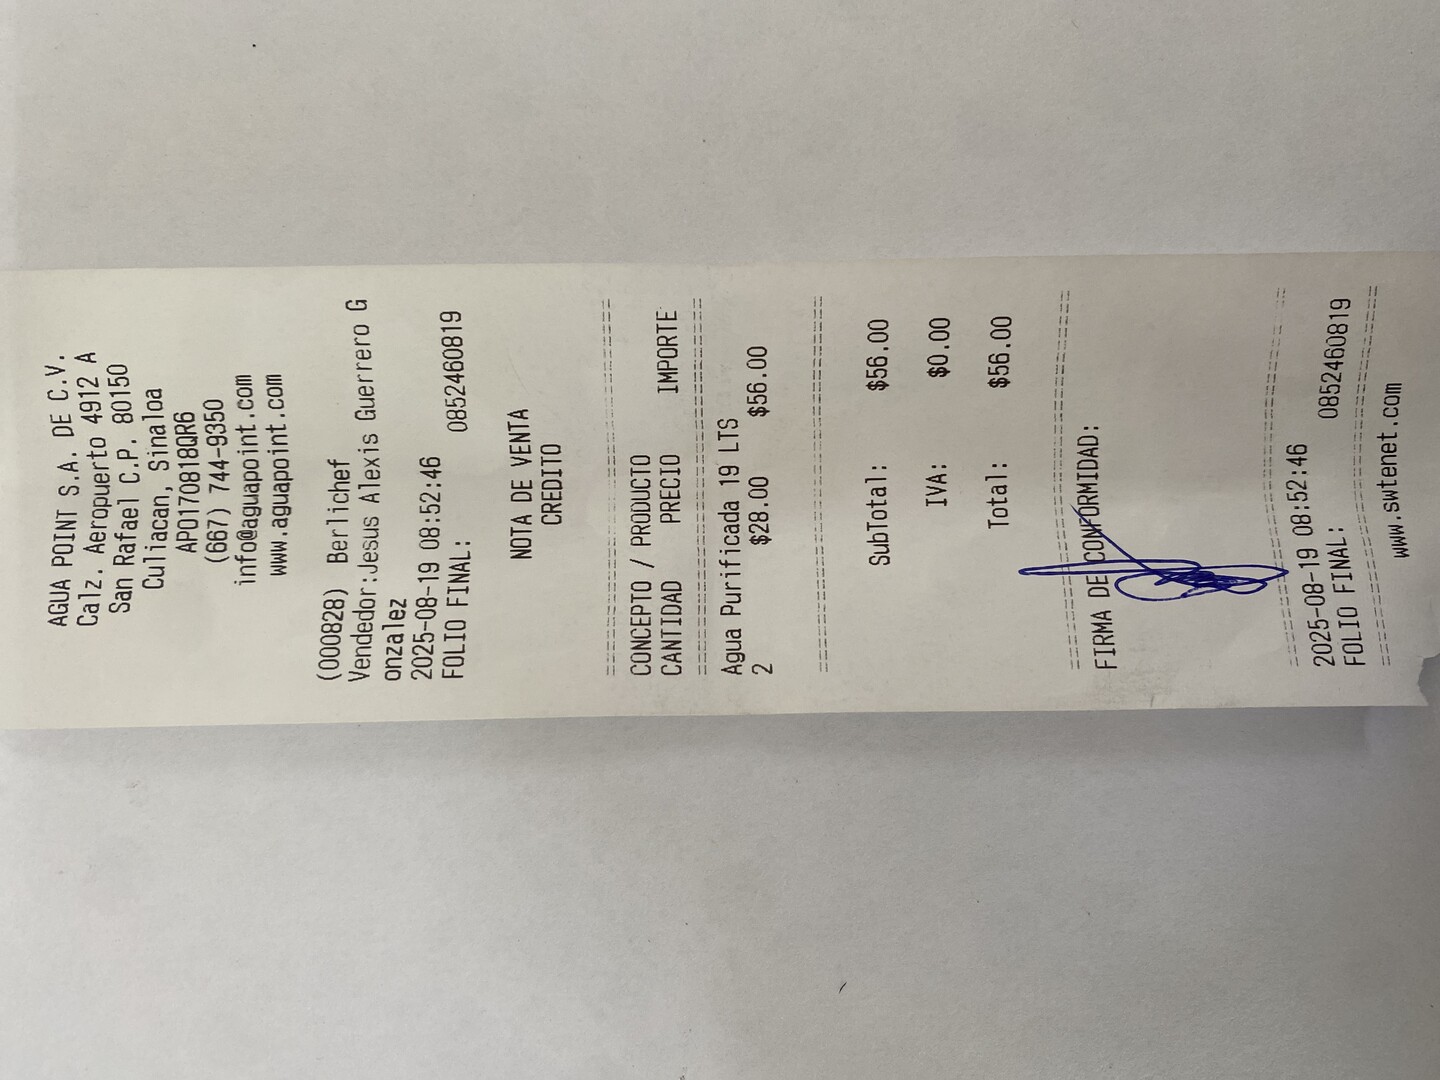 AGUA POINT S.A. DE C.V.
Calz. Aeropuerto 4912 A
San Rafael C.P. 80150
Culiacan, Sinaloa
APO170818QR6
(667) 744-9350
info@aguapoint.com
www.aguapoint.com
(000828) Berlichef
Vendedor:Jesus Alexis Guerrero G
onzalez
2025-08-19 08:52:46
FOLIO FINAL: 0852460819
NOTA DE VENTA
CREDITO
CONCEPTO / PRODUCTO
CANTIDAD PRECIO IMPORTE
Agua Purificada 19 LTS
2 $28.00 $56.00
SubTotal: $56.00
IVA: $0.00
Total: $56.00
FIRMA DE CONFORMIDAD:
2025-08-19 08:52:46
FOLIO FINAL: 0852460819
www.swtenet.com